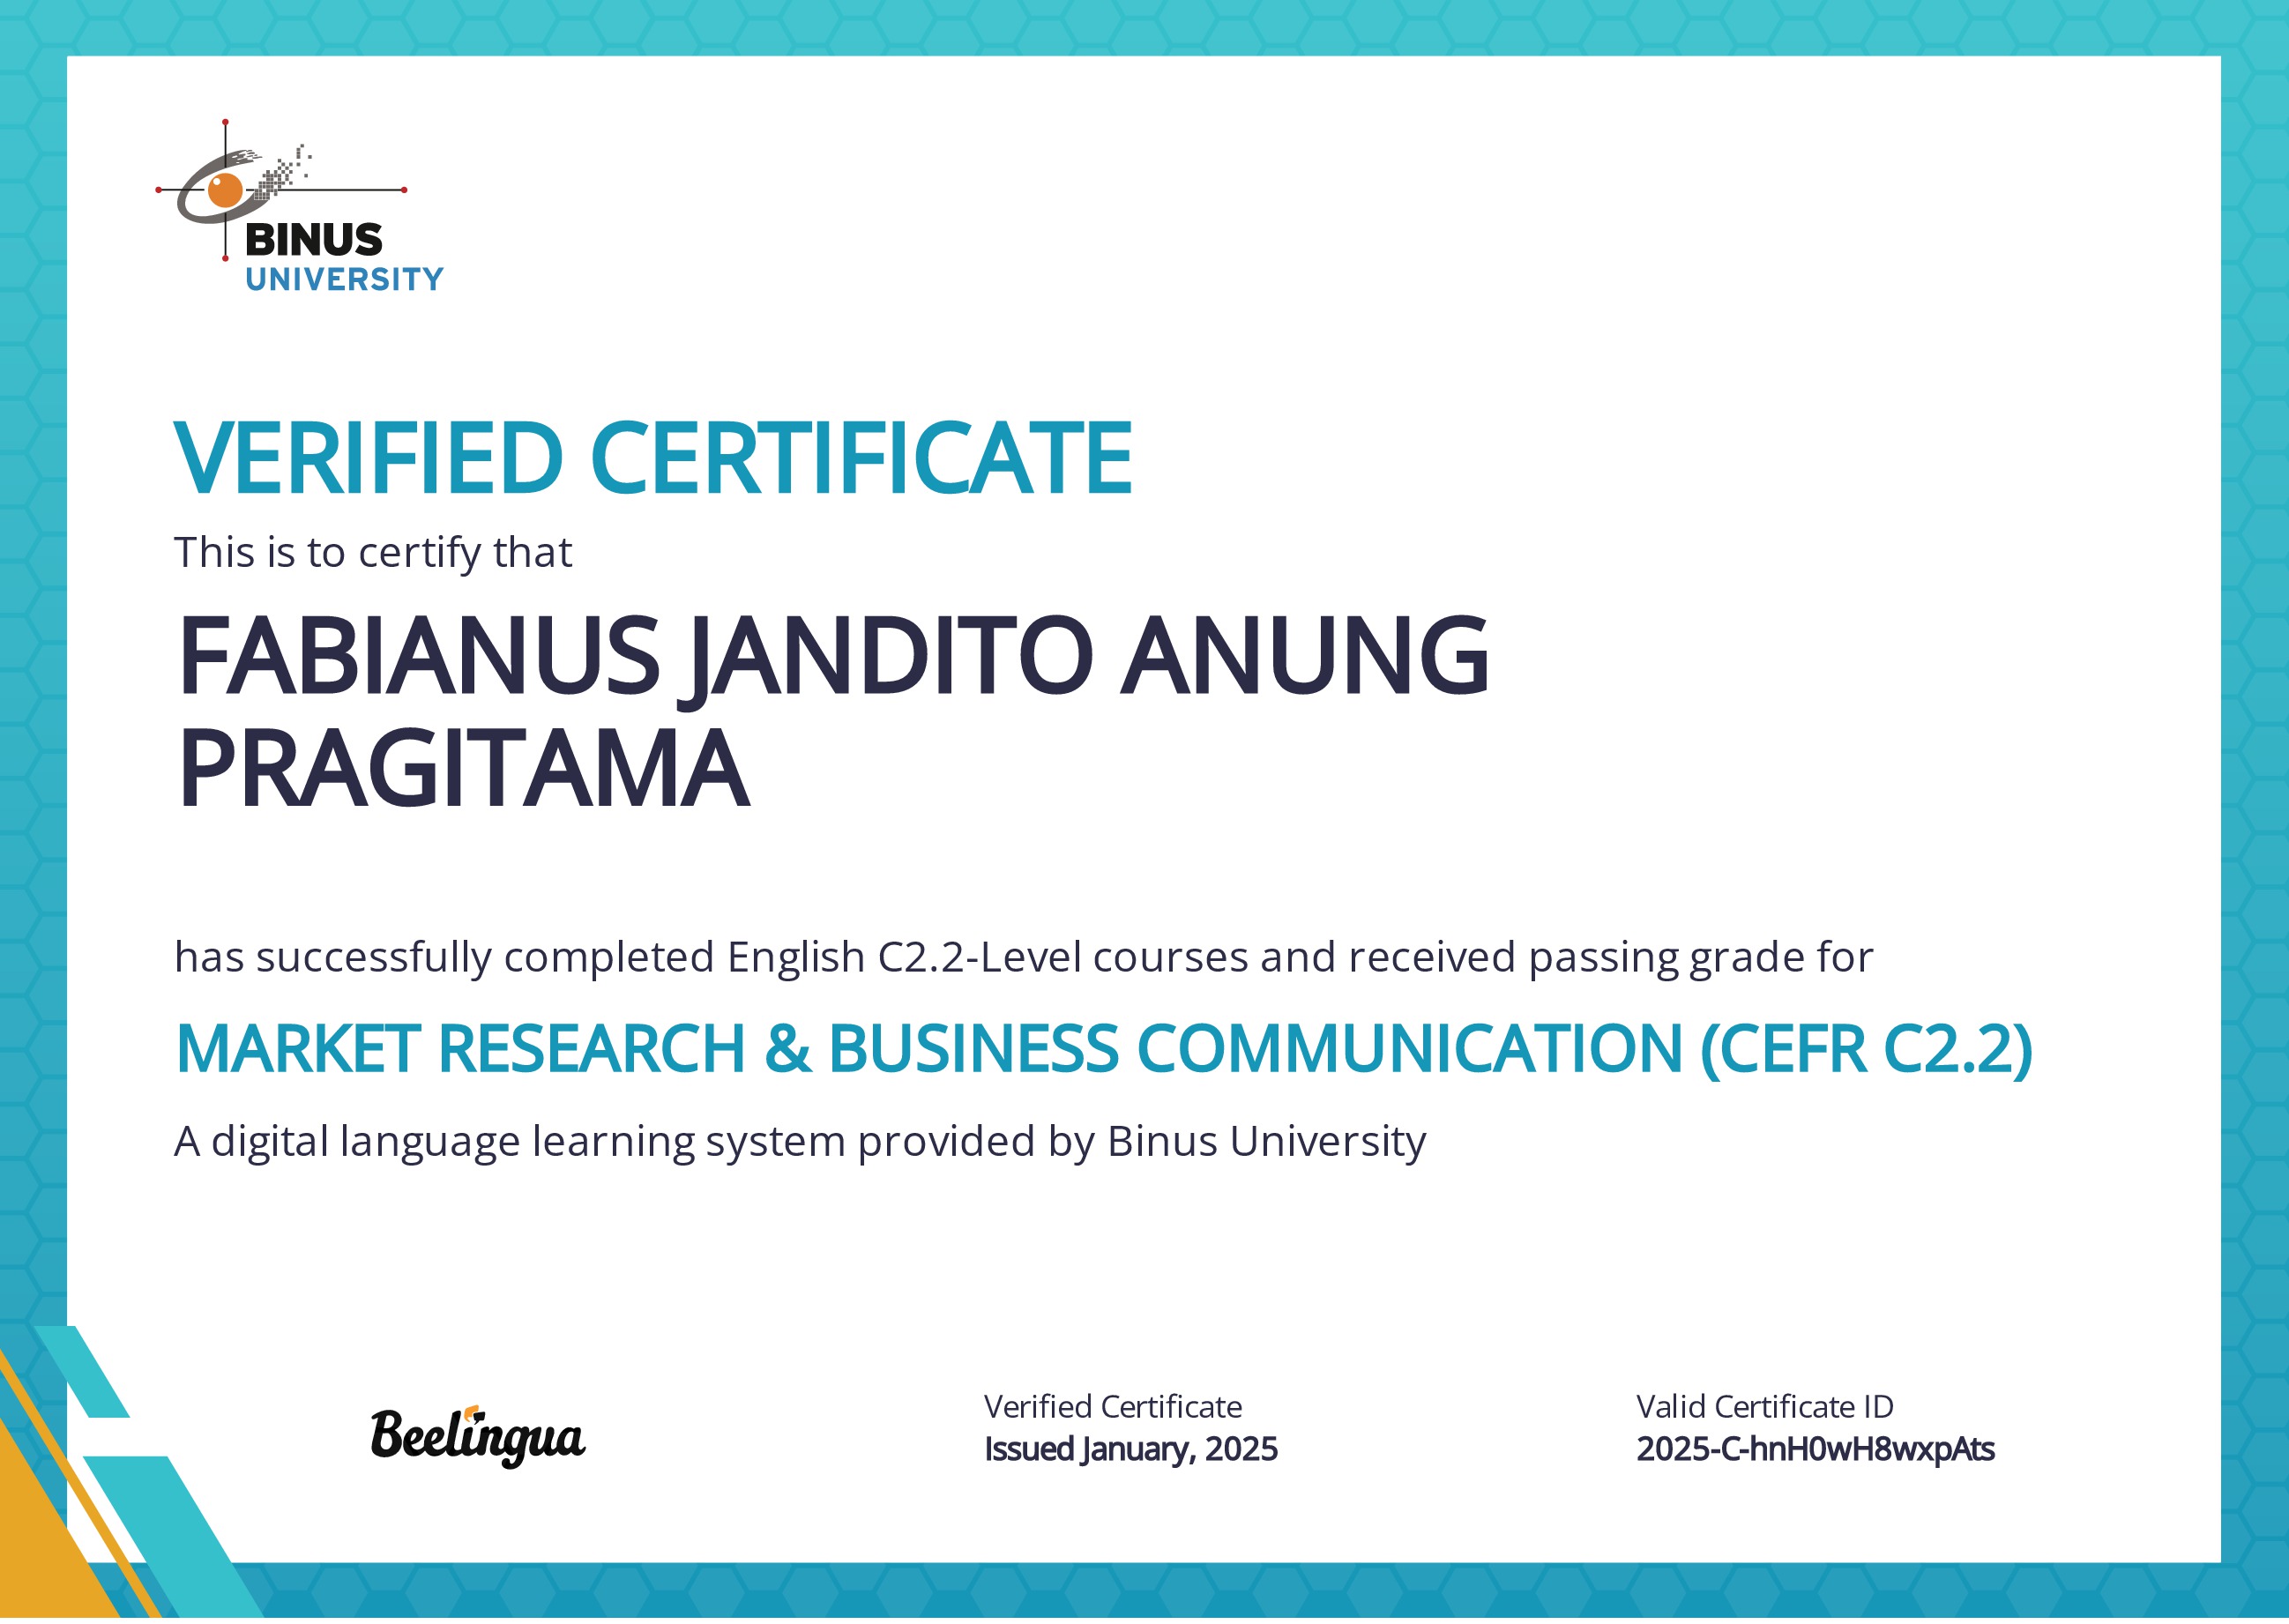 BINUS
UNIVERSITY
VERIFIED CERTIFICATE
This is to certify that
FABIANUS JANDITO ANUNG
PRAGITAMA
has successfully completed English C2.2-Level courses and received passing grade for
MARKET RESEARCH & BUSINESS COMMUNICATION (CEFR C2.2)
A digital language learning system provided by Binus University
Beelingua
Verified Certificate
Issued January, 2025
Valid Certificate ID
2025-C-hnH0wH8wxpAts